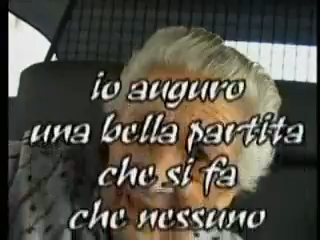 io auguro
una bella partita
che si fa
che nessuno